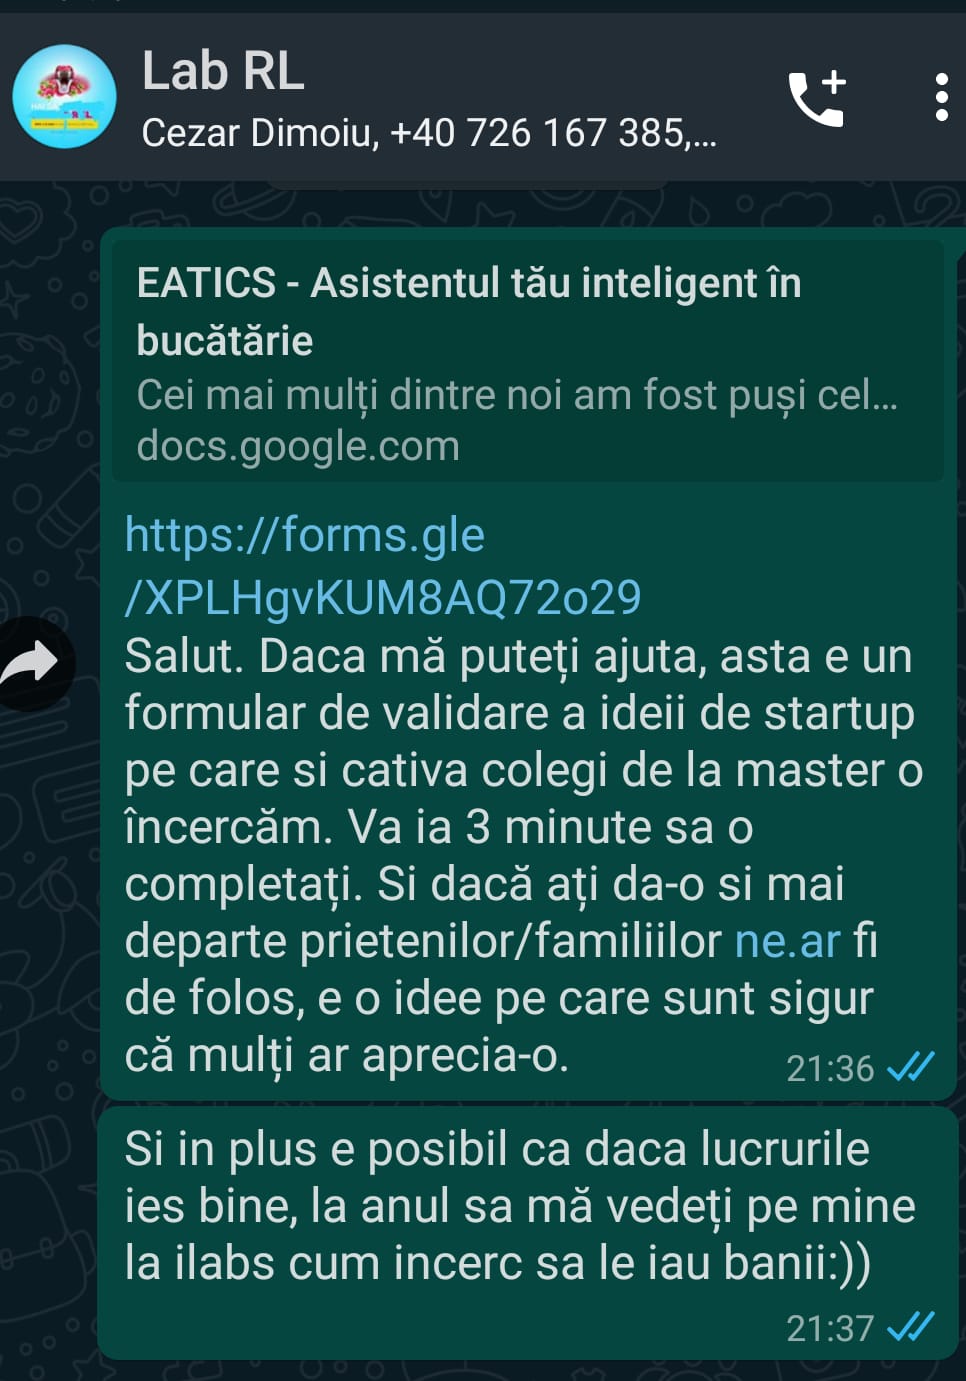 Lab RL
Cezar Dimoiu, +40 726 167 385,...
EATICS - Asistentul tău inteligent în
bucătărie
Cei mai mulți dintre noi am fost puși cel...
docs.google.com
https://forms.gle
/XPLHgvKUM8AQ72o29
Salut. Daca mă puteți ajuta, asta e un
formular de validare a ideii de startup
pe care si cativa colegi de la master o
încercăm. Va ia 3 minute sa o
completați. Si dacă ați da-o si mai
departe prietenilor/familiilor ne.ar fi
de folos, e o idee pe care sunt sigur
că mulți ar aprecia-o.
21:36
Si in plus e posibil ca daca lucrurile
ies bine, la anul sa mă vedeți pe mine
la ilabs cum incerc sa le iau banii:))
21:37